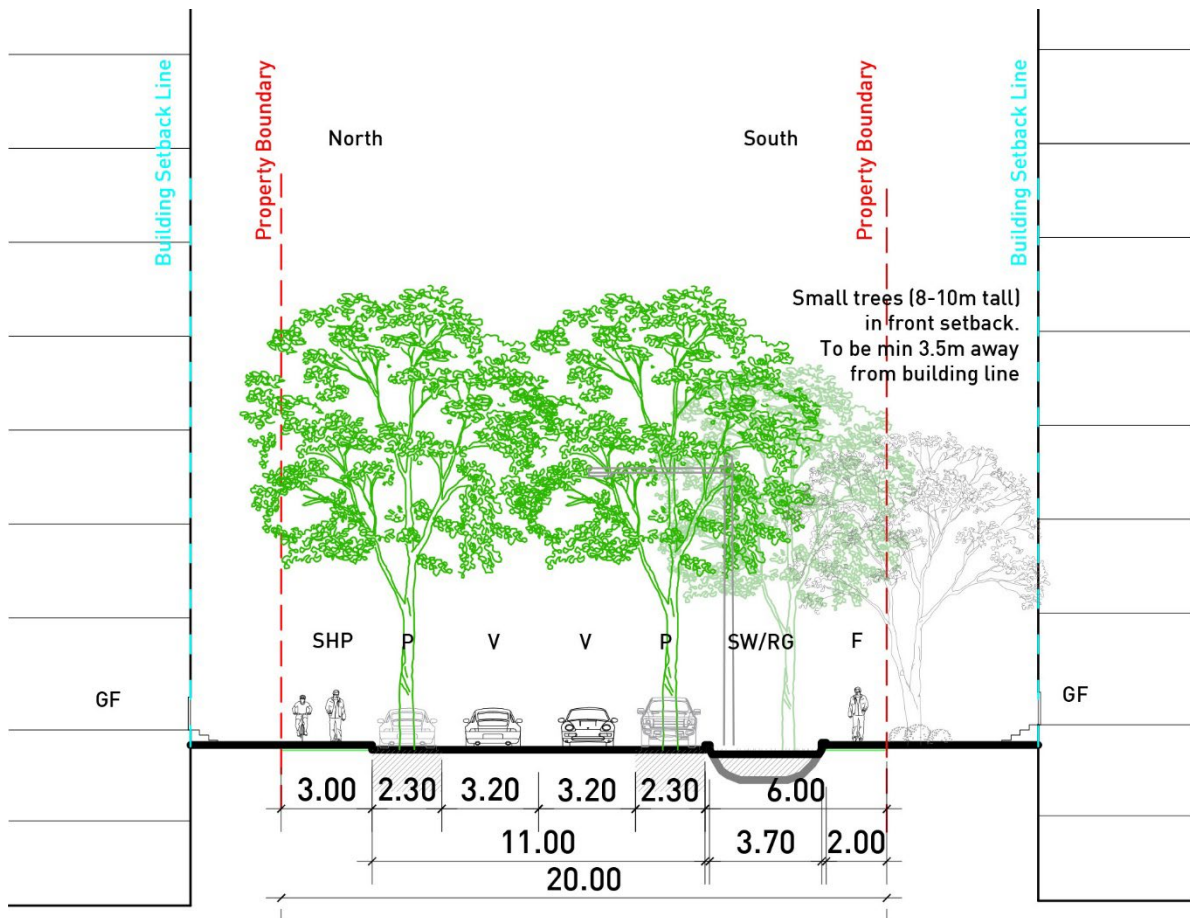 Building Setback Line
Property Boundary
North
South
Property Boundary
Building Setback Line
Small trees (8-10m tall)
in front setback.
To be min 3.5m away
from building line
SHP
P
V
V
P
SW/RG
F
GF
GF
3.00
2.30
3.20
3.20
2.30
6.00
11.00
3.70
2.00
20.00